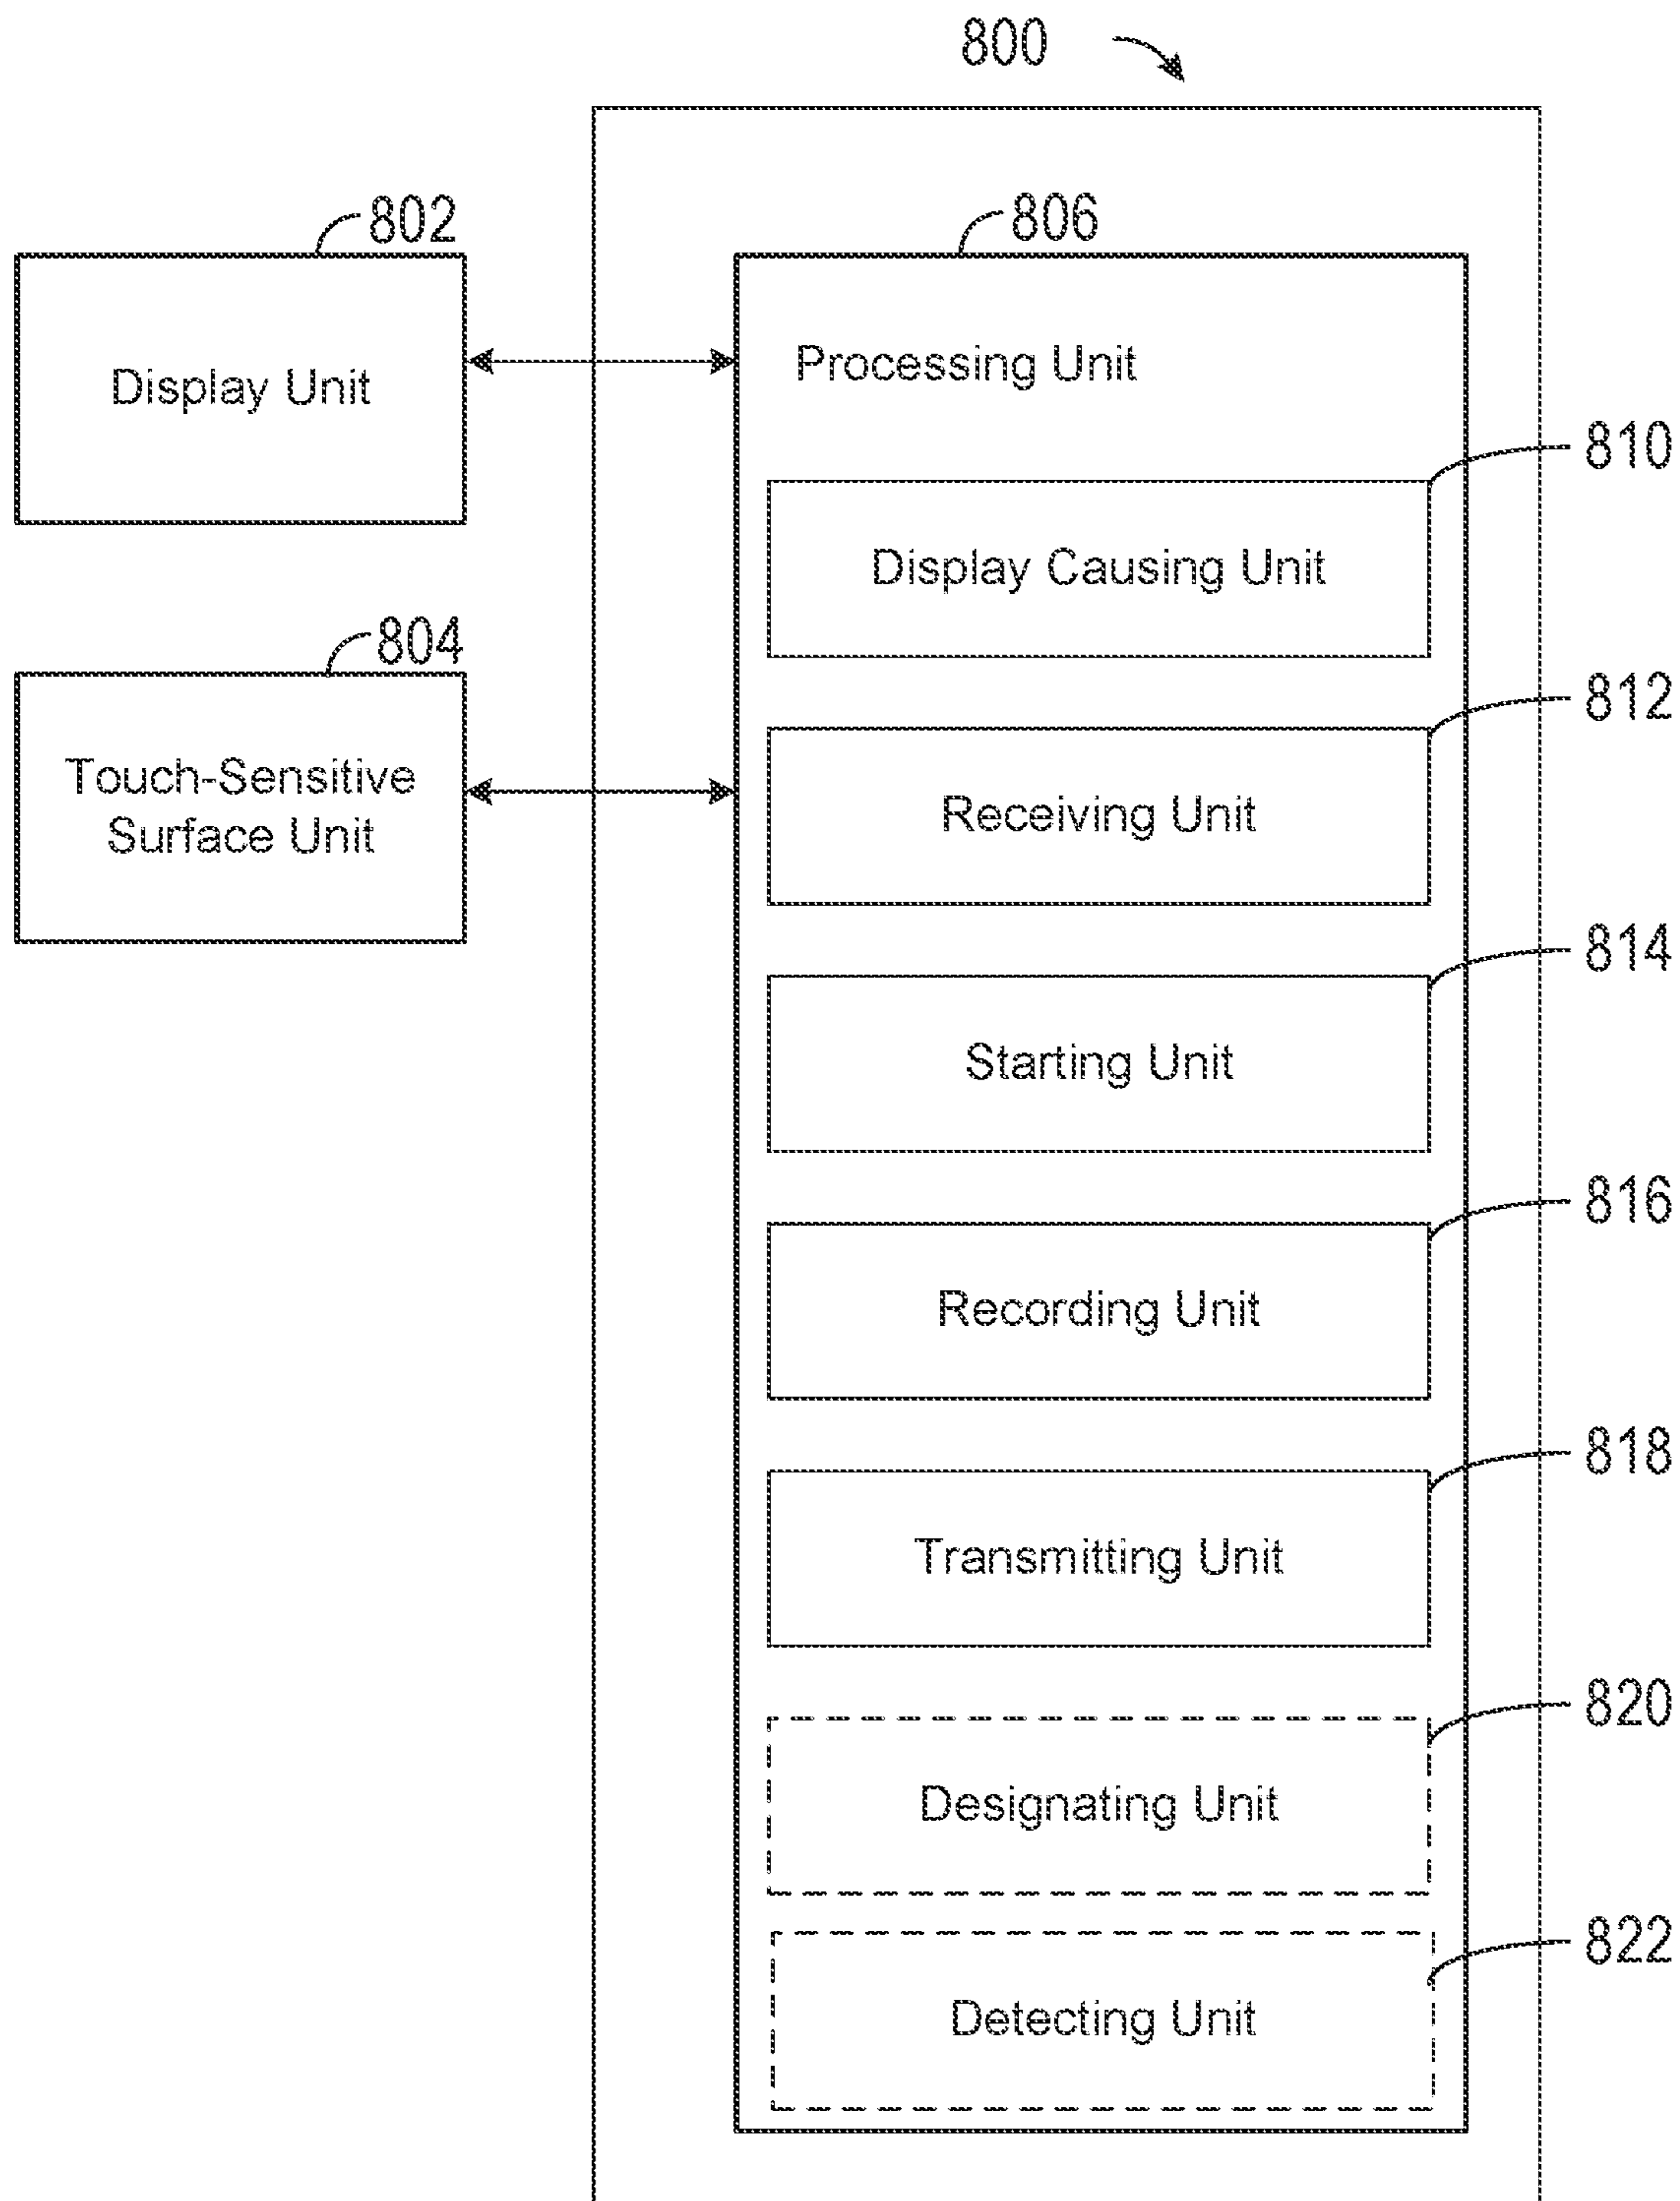 800
802
806
Display Unit
Processing Unit
810
Display Causing Unit
804
812
Touch-Sensitive
Surface Unit
Receiving Unit
814
Starting Unit
816
Recording Unit
818
Transmitting Unit
820
Designating Unit
822
Detecting Unit